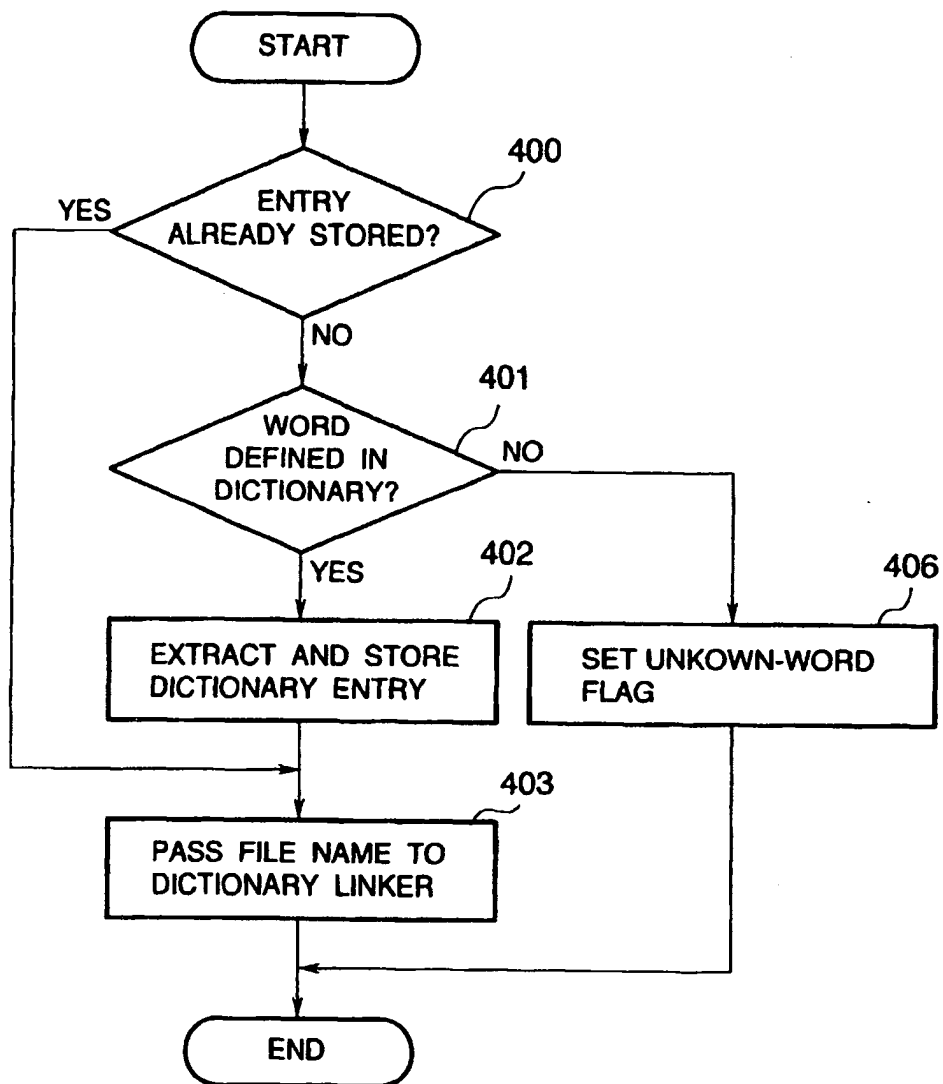 START
400
ENTRY
ALREADY STORED?
YES
NO
401
WORD
DEFINED IN
DICTIONARY?
NO
YES
402
EXTRACT AND STORE
DICTIONARY ENTRY
406
SET UNKOWN-WORD
FLAG
403
PASS FILE NAME TO
DICTIONARY LINKER
END